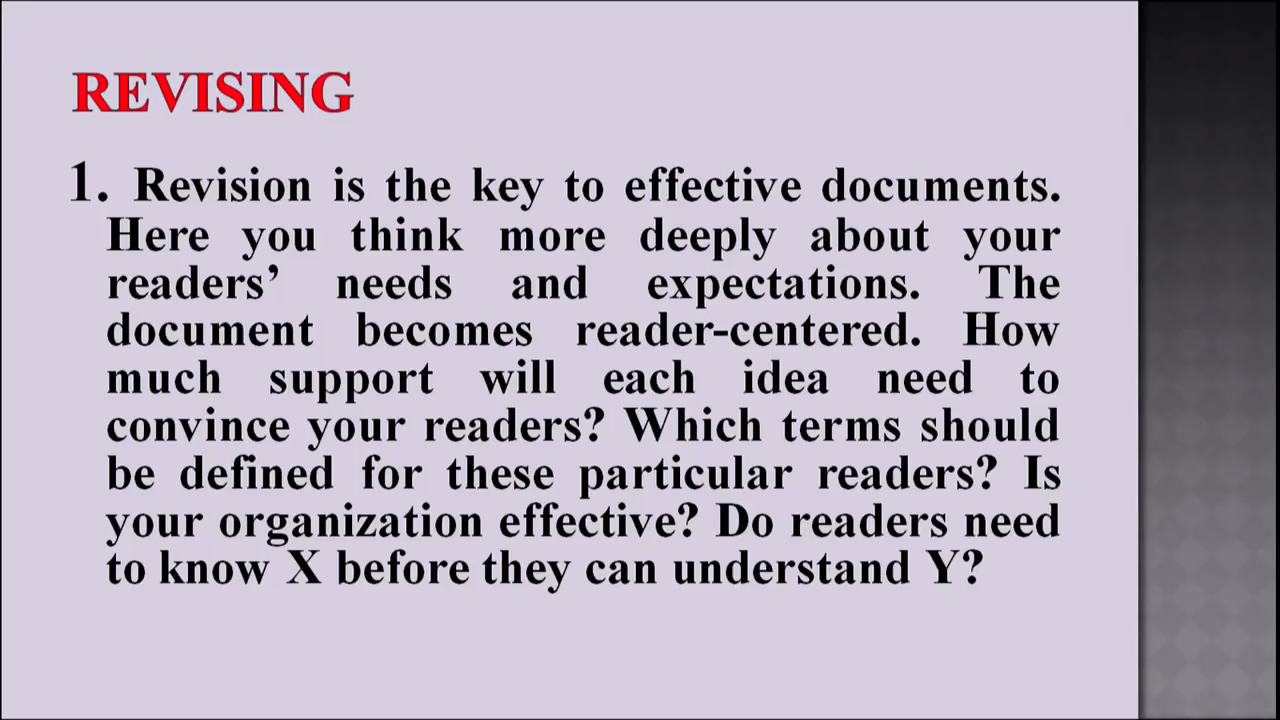 REVISING
1. Revision is the key to effective documents.
Here you think more deeply about your
readers’ needs and expectations. The
document becomes reader-centered. How
much support will each idea need to
convince your readers? Which terms should
be defined for these particular readers? Is
your organization effective? Do readers need
to know X before they can understand Y?